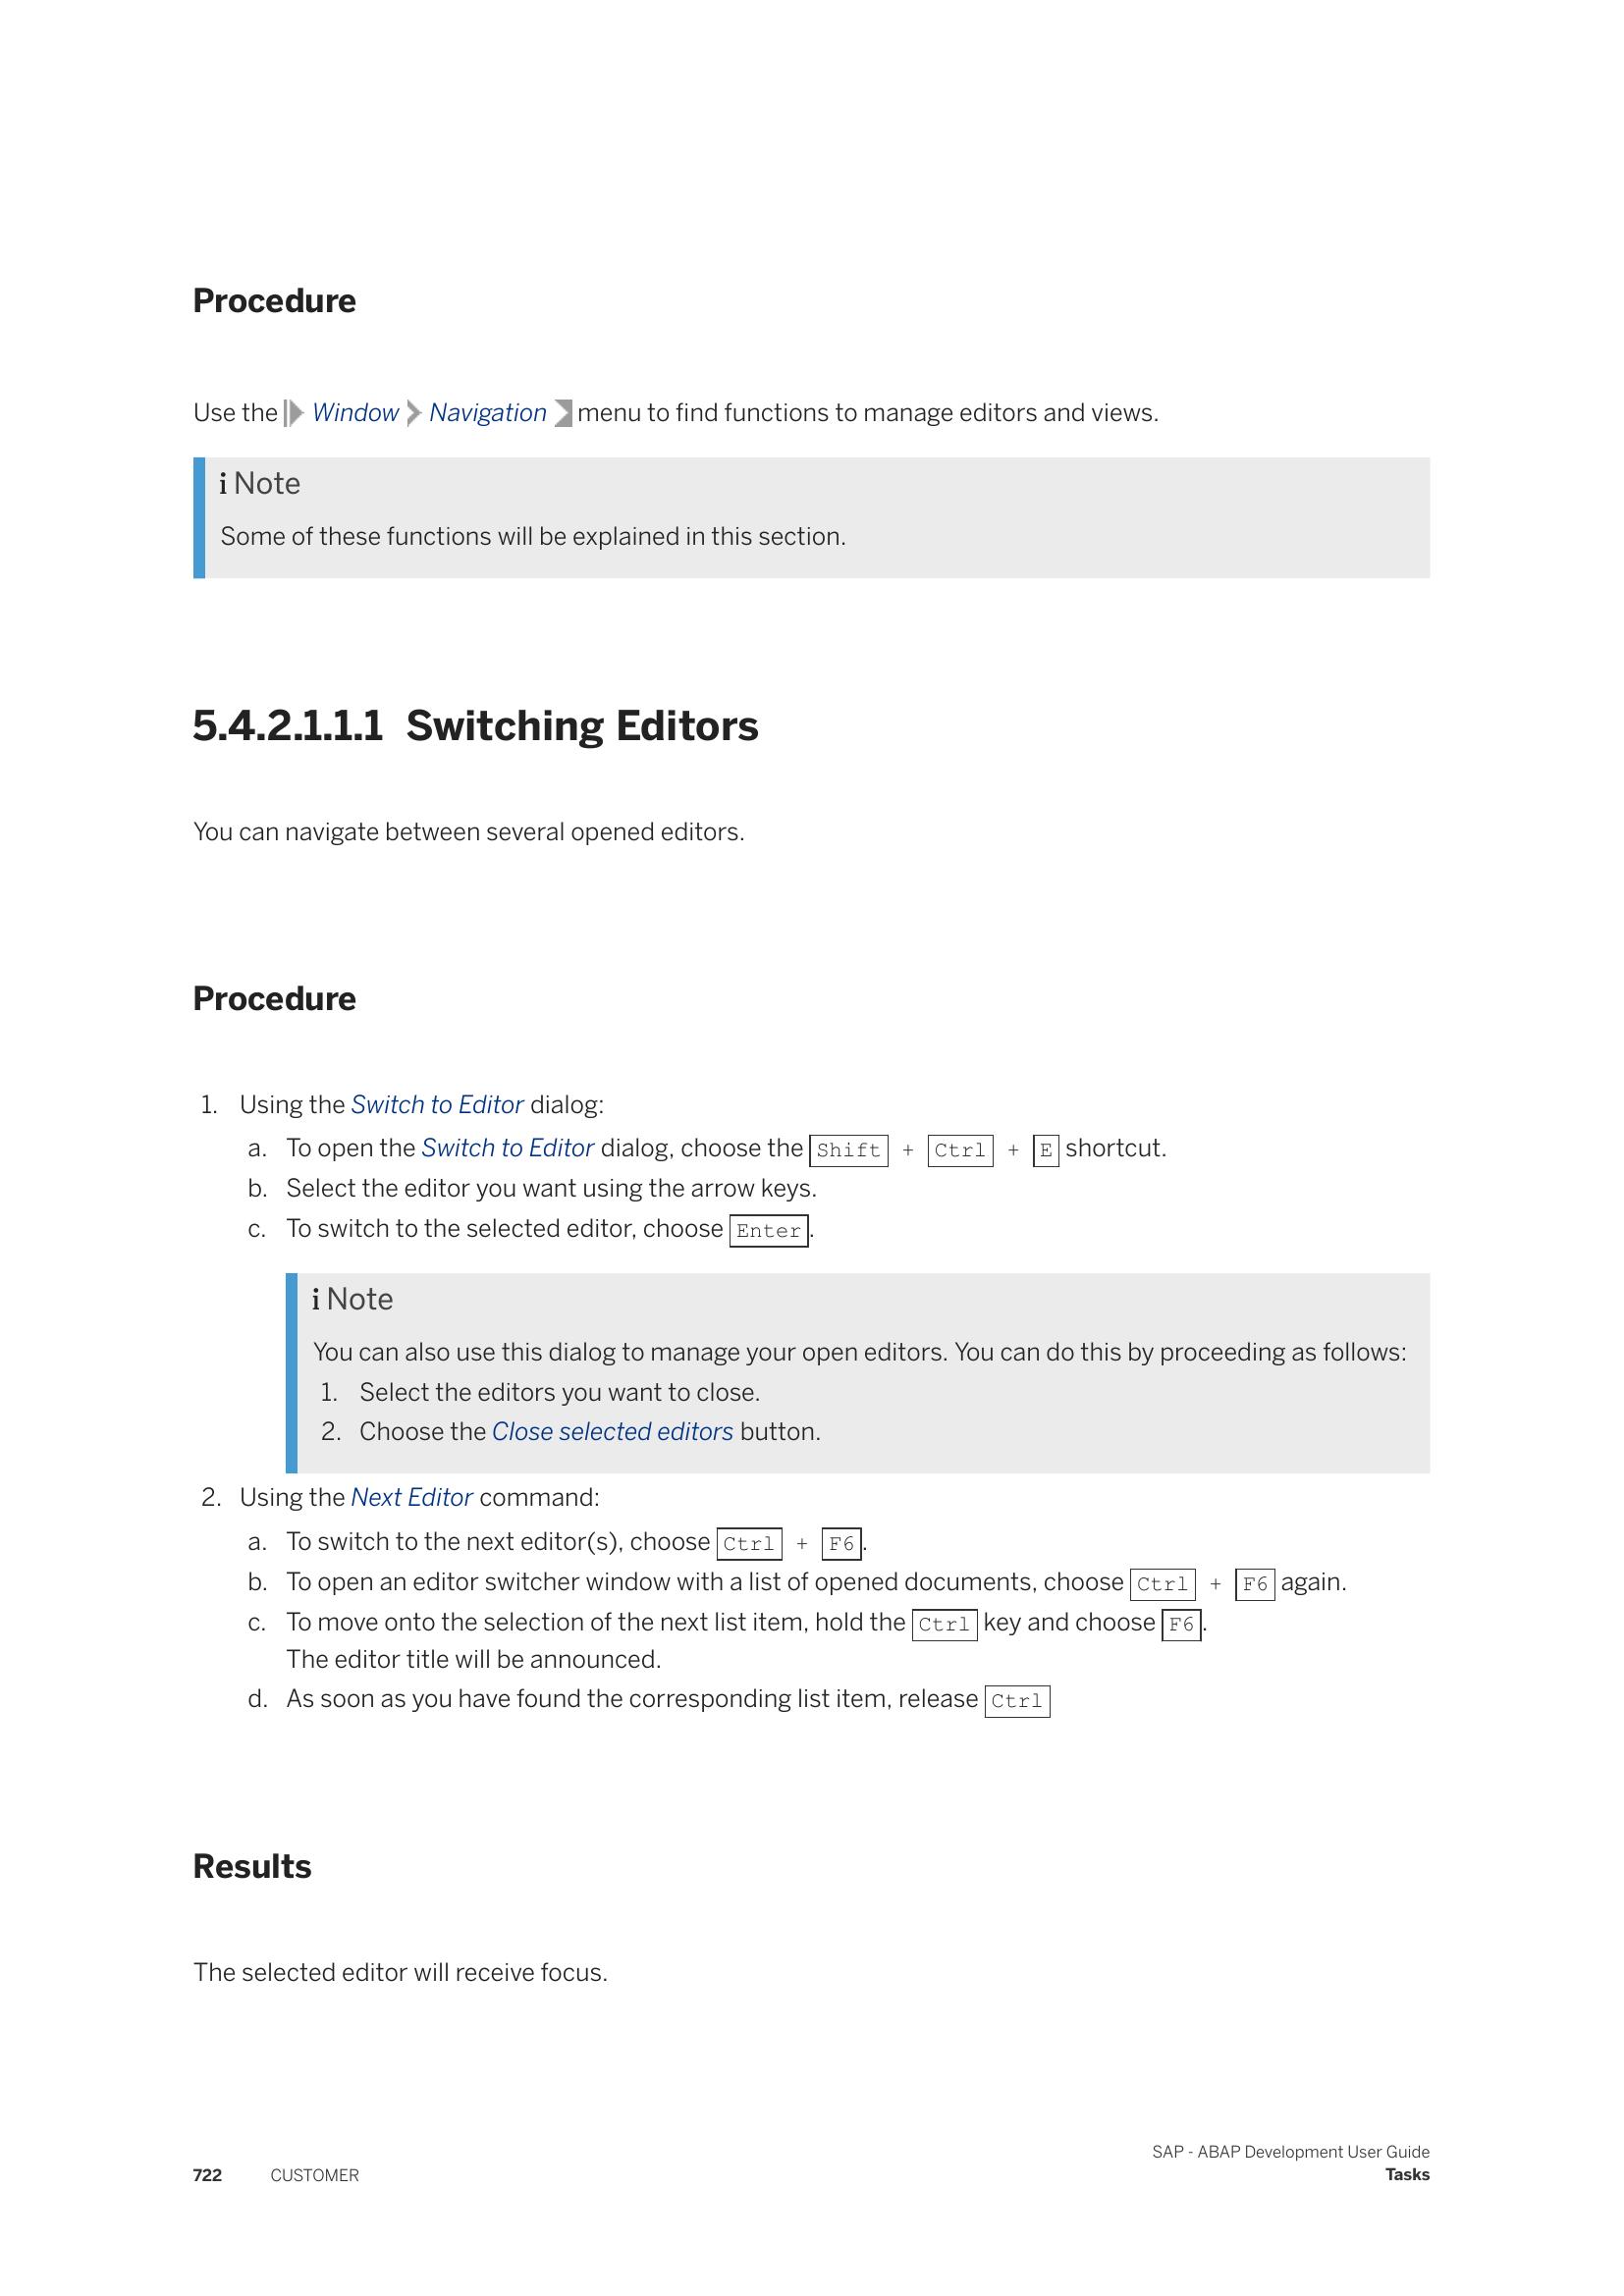 Procedure
Use the Window Navigation menu to find functions to manage editors and views.
i Note
Some of these functions will be explained in this section.
5.4.2.1.1.1 Switching Editors
You can navigate between several opened editors.
Procedure
1. Using the Switch to Editor dialog:
a. To open the Switch to Editor dialog, choose the Shift + Ctrl + E shortcut.
b. Select the editor you want using the arrow keys.
c. To switch to the selected editor, choose Enter.
i Note
You can also use this dialog to manage your open editors. You can do this by proceeding as follows:
1. Select the editors you want to close.
2. Choose the Close selected editors button.
2. Using the Next Editor command:
a. To switch to the next editor(s), choose Ctrl + F6.
b. To open an editor switcher window with a list of opened documents, choose Ctrl + F6 again.
c. To move onto the selection of the next list item, hold the Ctrl key and choose F6.
The editor title will be announced.
d. As soon as you have found the corresponding list item, release Ctrl
Results
The selected editor will receive focus.
SAP - ABAP Development User Guide
722 CUSTOMER Tasks